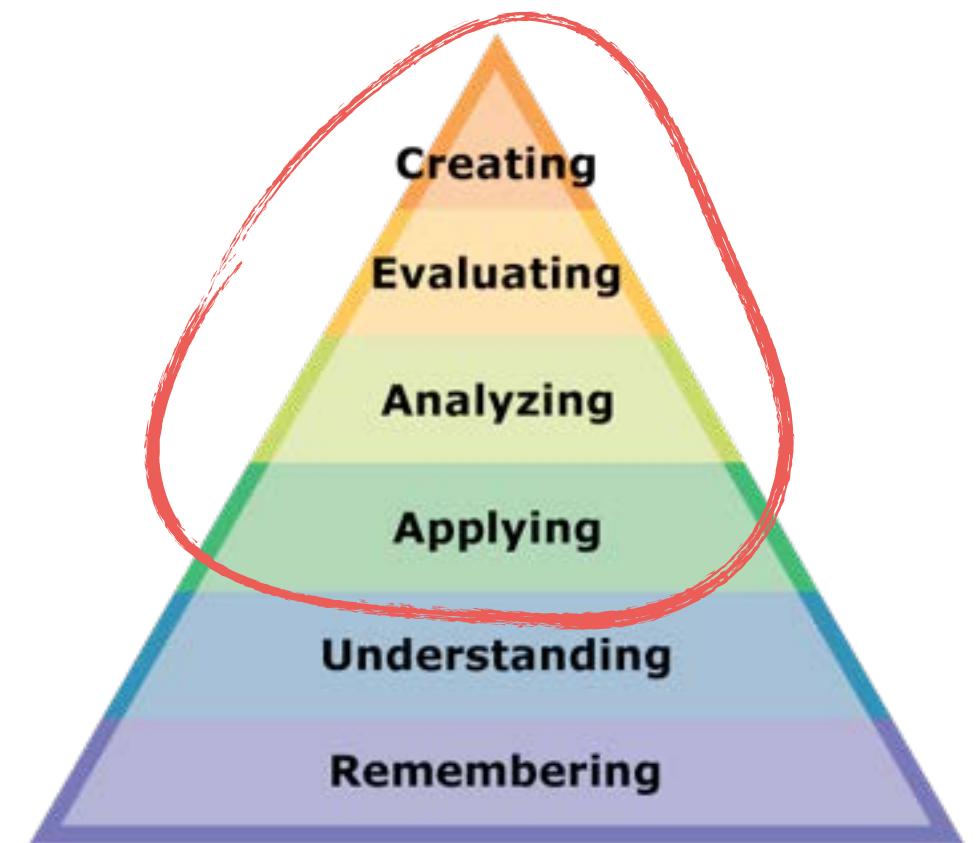 Creating
Evaluating
Analyzing
Applying
Understanding
Remembering